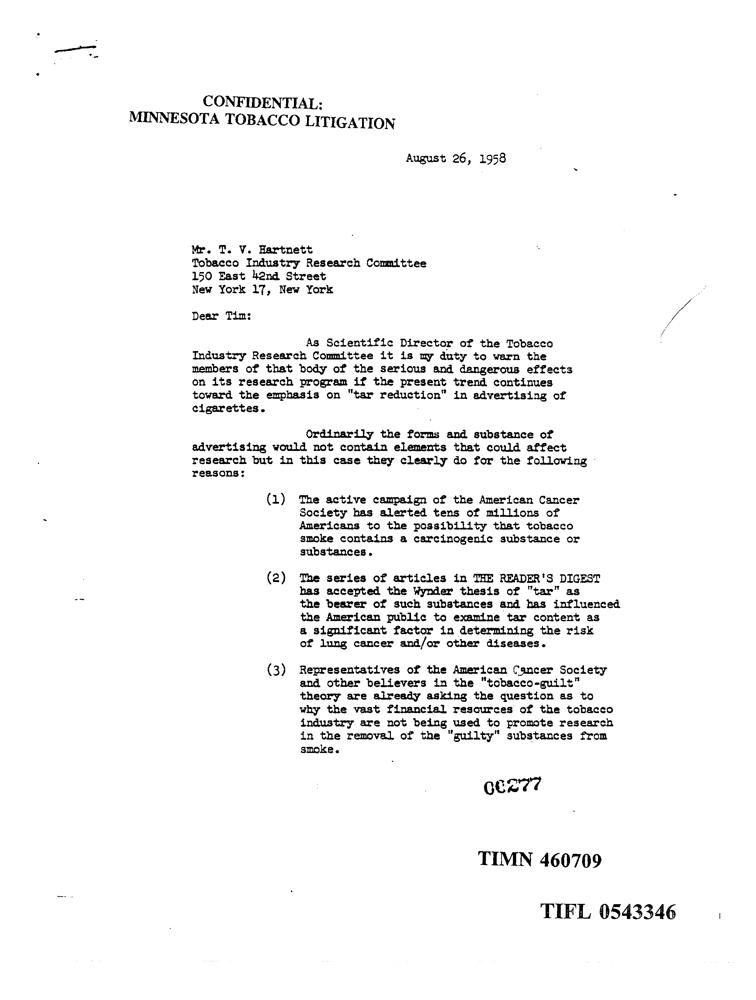 CONFIDENTIAL:
MINNESOTA TOBACCO LITIGATION
August 26, 1958
Mr. T. V. Hartnett
Tobacco Industry Research Committee
150 East 42nd Street
New York 17, New York
Dear Tim:
As Scientific Director of the Tobacco
Industry Research Committee it is my duty to warn the
members of that body of the serious and dangerous effects
on its research program if the present trend continues
toward the emphasis on "tar reduction" in advertising of
cigarettes.
Ordinarily the forms and substance of
advertising would not contain elements that could affect
research but in this case they clearly do for the following
reasons:
(1) The active campaign of the American Cancer
Society has alerted tens of millions of
Americans to the possibility that tobacco
smoke contains a carcinogenic substance or
substances.
(2) The series of articles in THE READER'S DIGEST
has accepted the Wynder thesis of "tar" as
the bearer of such substances and has influenced
the American public to examine tar content as
a significant factor in determining the risk
of lung cancer and/or other diseases.
(3) Representatives of the American Cancer Society
and other believers in the "tobacco-guilt"
theory are already asking the question as to
why the vast financial resources of the tobacco
industry are not being used to promote research
in the removal of the "guilty" substances from
smoke.
00277
TIMN 460709
TIFL 0543346